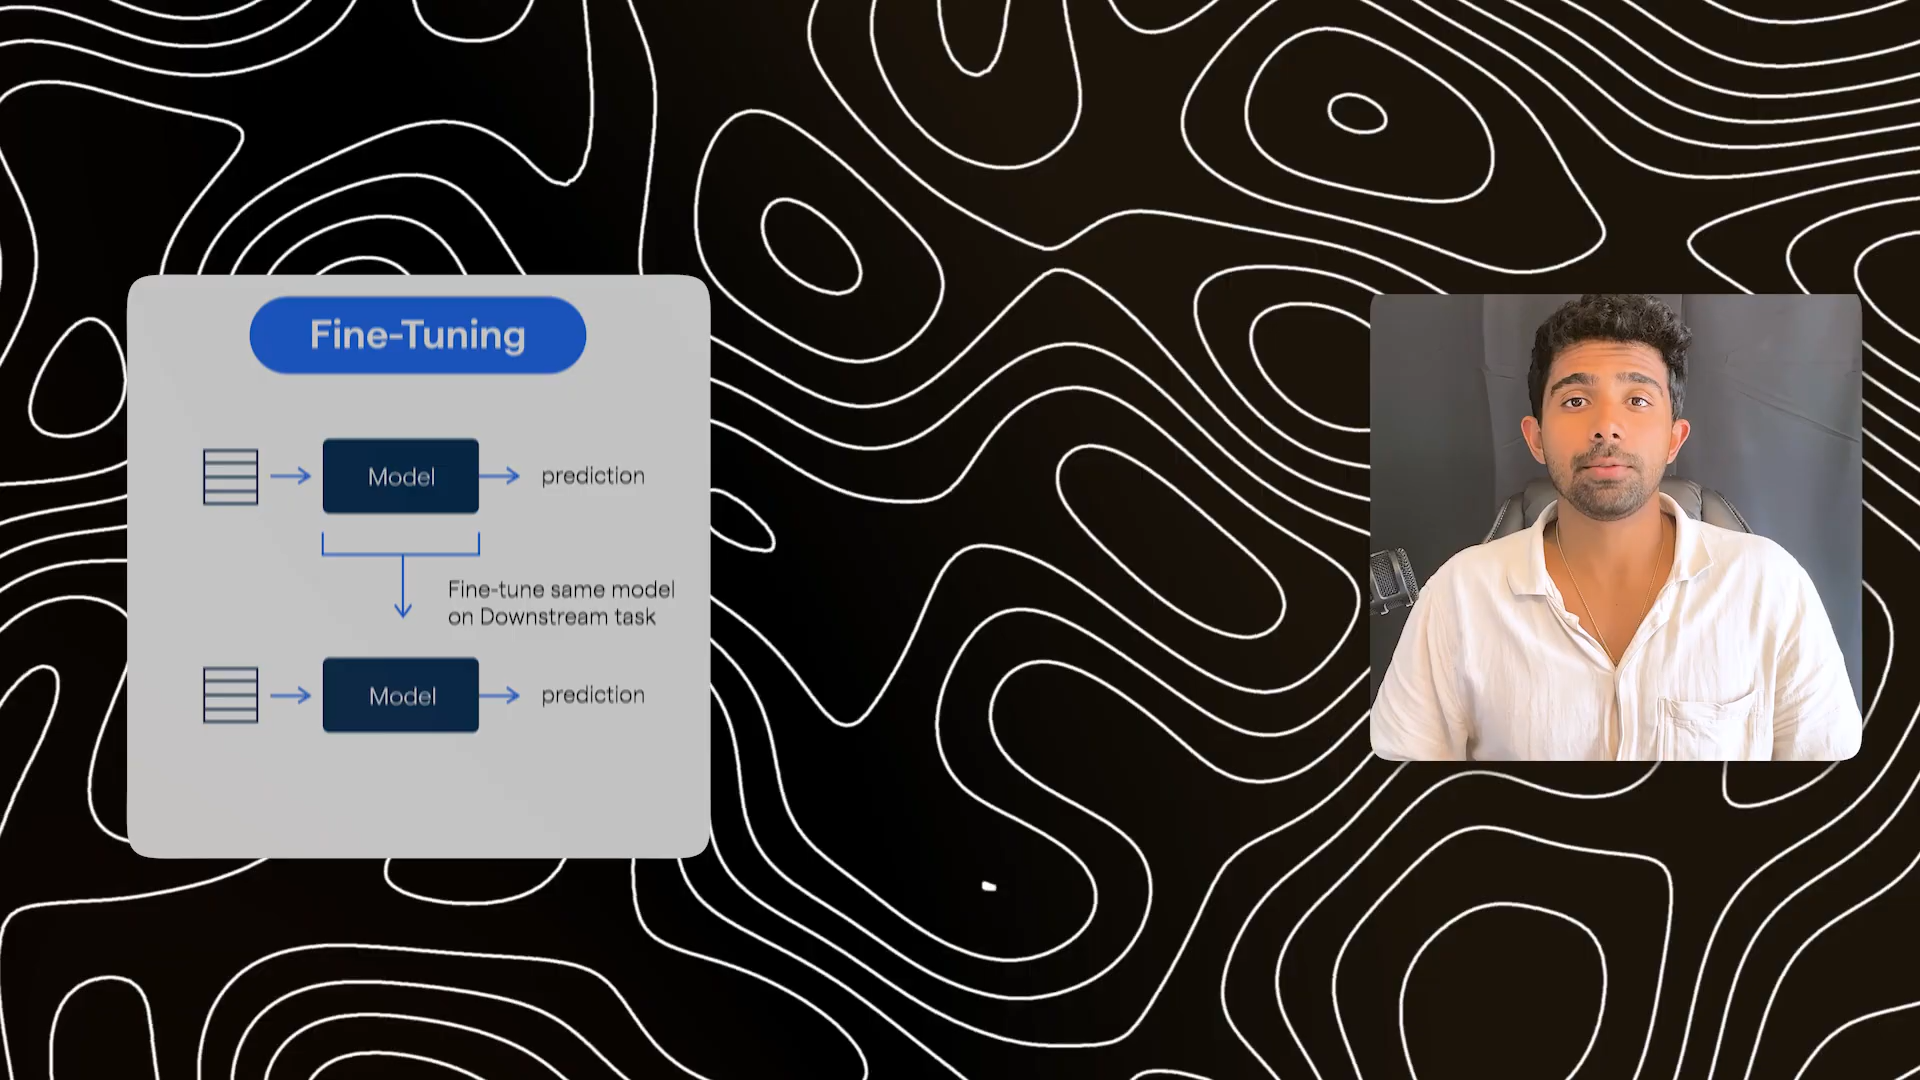 Fine-Tuning
Model
prediction
Fine-tune same model
on Downstream task
Model
prediction